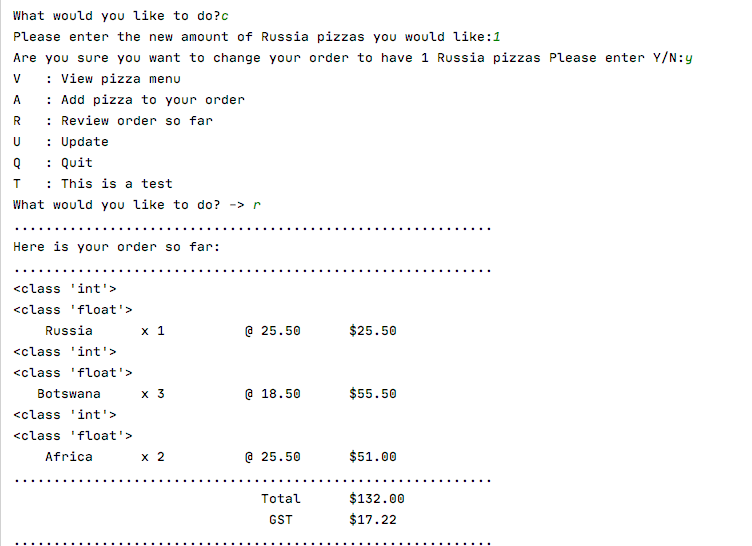 What would you like to do?c
Please enter the new amount of Russia pizzas you would like:1
Are you sure you want to change your order to have 1 Russia pizzas Please enter Y/N:y
V   : View pizza menu
A   : Add pizza to your order
R   : Review order so far
U   : Update
Q   : Quit
T   : This is a test
What would you like to do? -> r
............................................................
Here is your order so far:
............................................................
<class 'int'>
<class 'float'>
    Russia      x 1          @ 25.50      $25.50
<class 'int'>
<class 'float'>
   Botswana     x 3          @ 18.50      $55.50
<class 'int'>
<class 'float'>
    Africa      x 2          @ 25.50      $51.00
............................................................
                               Total      $132.00
                                GST       $17.22
............................................................